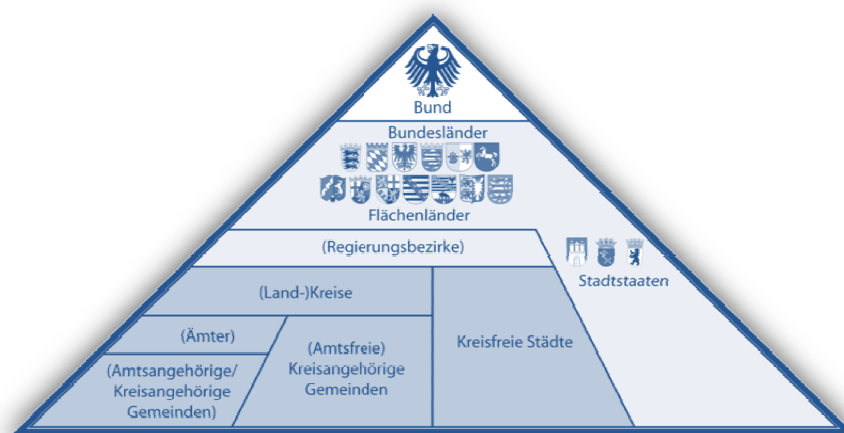 Bund
Bundesländer
Flächenländer
(Regierungsbezirke)
Stadtstaaten
(Land-)Kreise
(Ämter)
(Amtsangehörige/
Kreisangehörige
Gemeinden)
(Amtsfreie)
Kreisangehörige
Gemeinden
Kreisfreie Städte